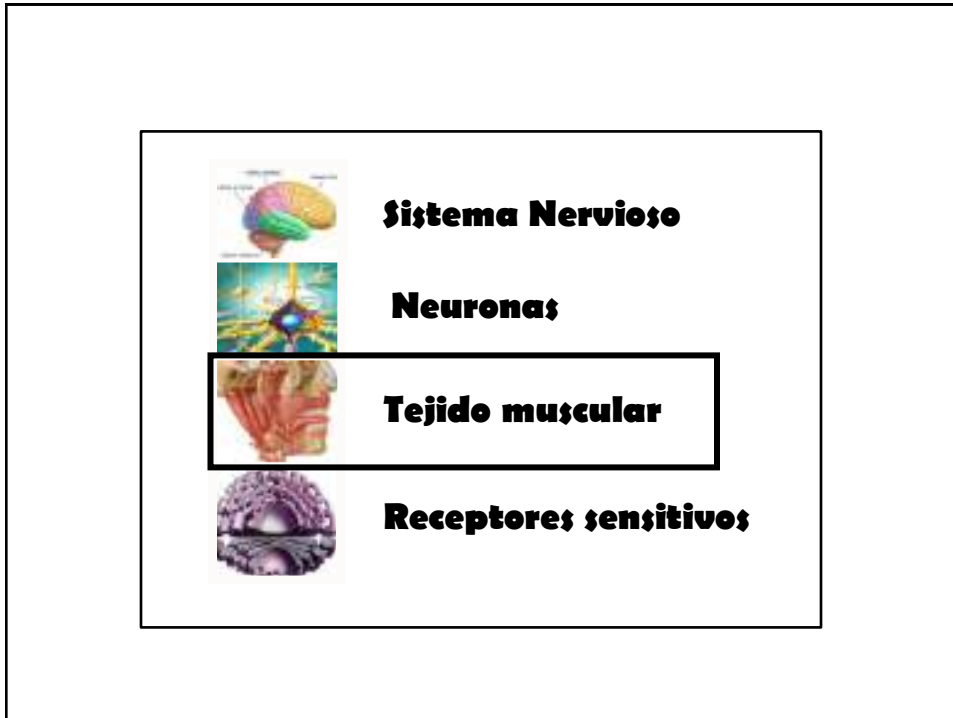 Sistema Nervioso
Neuronas
Tejido muscular
Receptores sensitivos